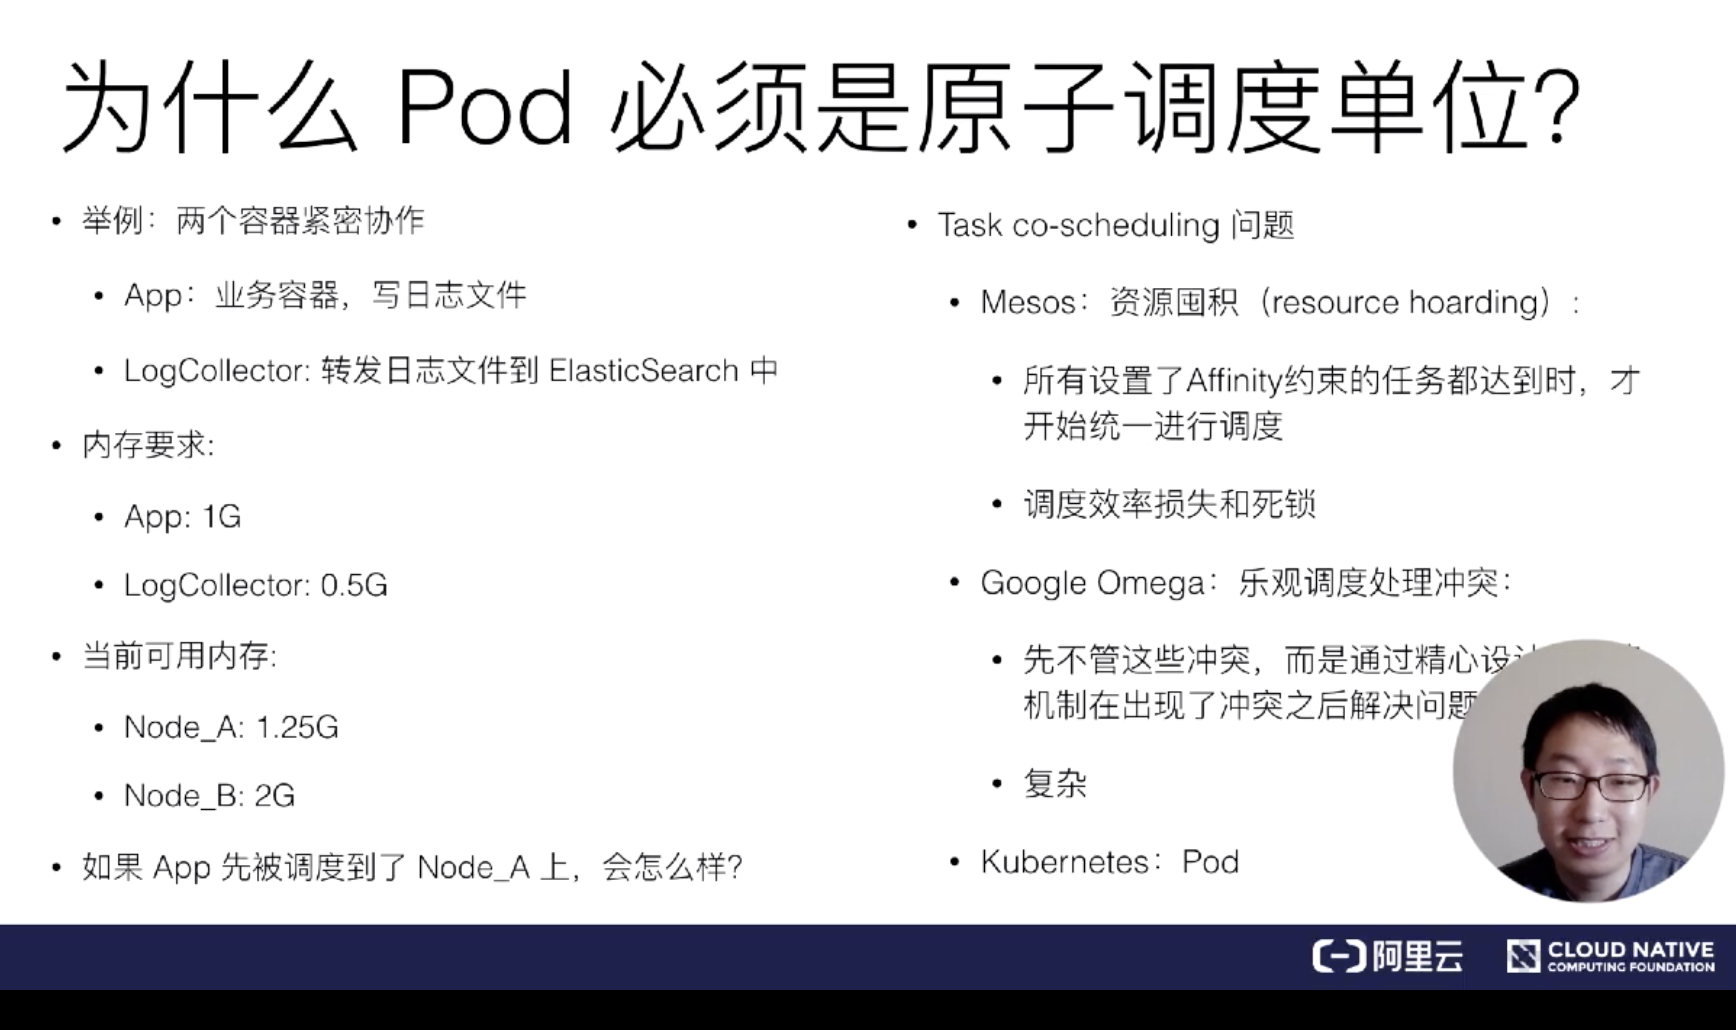 为什么 Pod 必须是原子调度单位？
• 举例：两个容器紧密协作
• App：业务容器，写日志文件
• LogCollector: 转发日志文件到 ElasticSearch 中
• 内存要求:
• App: 1G
• LogCollector: 0.5G
• 当前可用内存:
• Node_A: 1.25G
• Node_B: 2G
• 如果 App 先被调度到了 Node_A 上，会怎么样？
• Task co-scheduling 问题
• Mesos：资源囤积（resource hoarding）:
• 所有设置了Affinity约束的任务都达到时，才
开始统一进行调度
• 调度效率损失和死锁
• Google Omega：乐观调度处理冲突:
• 先不管这些冲突，而是通过精心设
机制在出现了冲突之后解决问题
• 复杂
• Kubernetes：Pod
阿里云
CLOUD NATIVE
COMPUTING FOUNDATION